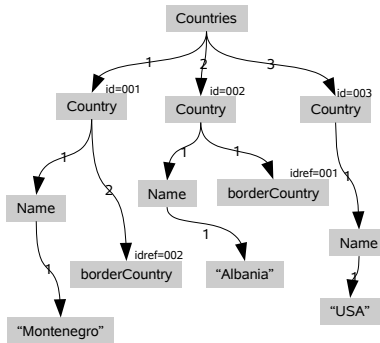 Countries
1
2
3
id=001
id=002
id=003
Country
Country
Country
1
2
1
1
1
idref=001
Name
Name
borderCountry
Name
1
1
1
idref=002
borderCountry
“Albania”
“Montenegro”
“USA”